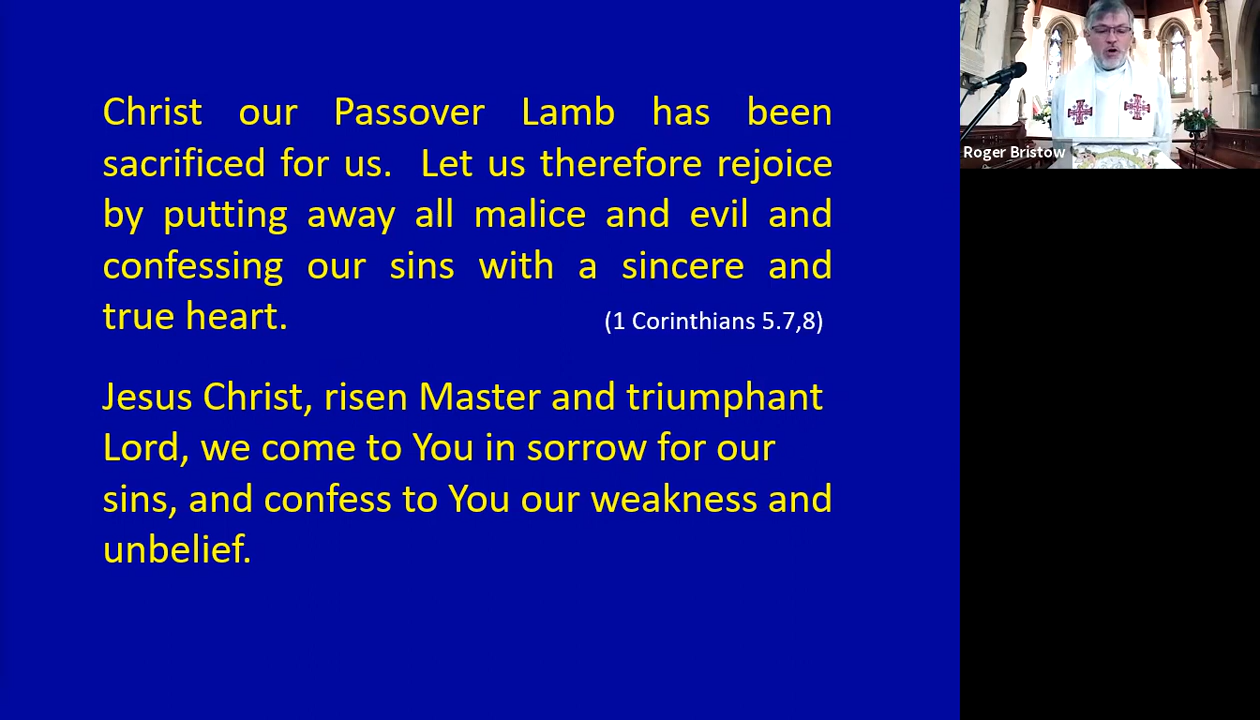 Christ our Passover Lamb has been
sacrificed for us. Let us therefore rejoice
by putting away all malice and evil and
confessing our sins with a sincere and
true heart. (1 Corinthians 5.7,8)
Jesus Christ, risen Master and triumphant
Lord, we come to You in sorrow for our
sins, and confess to You our weakness and
unbelief.
Roger Bristow